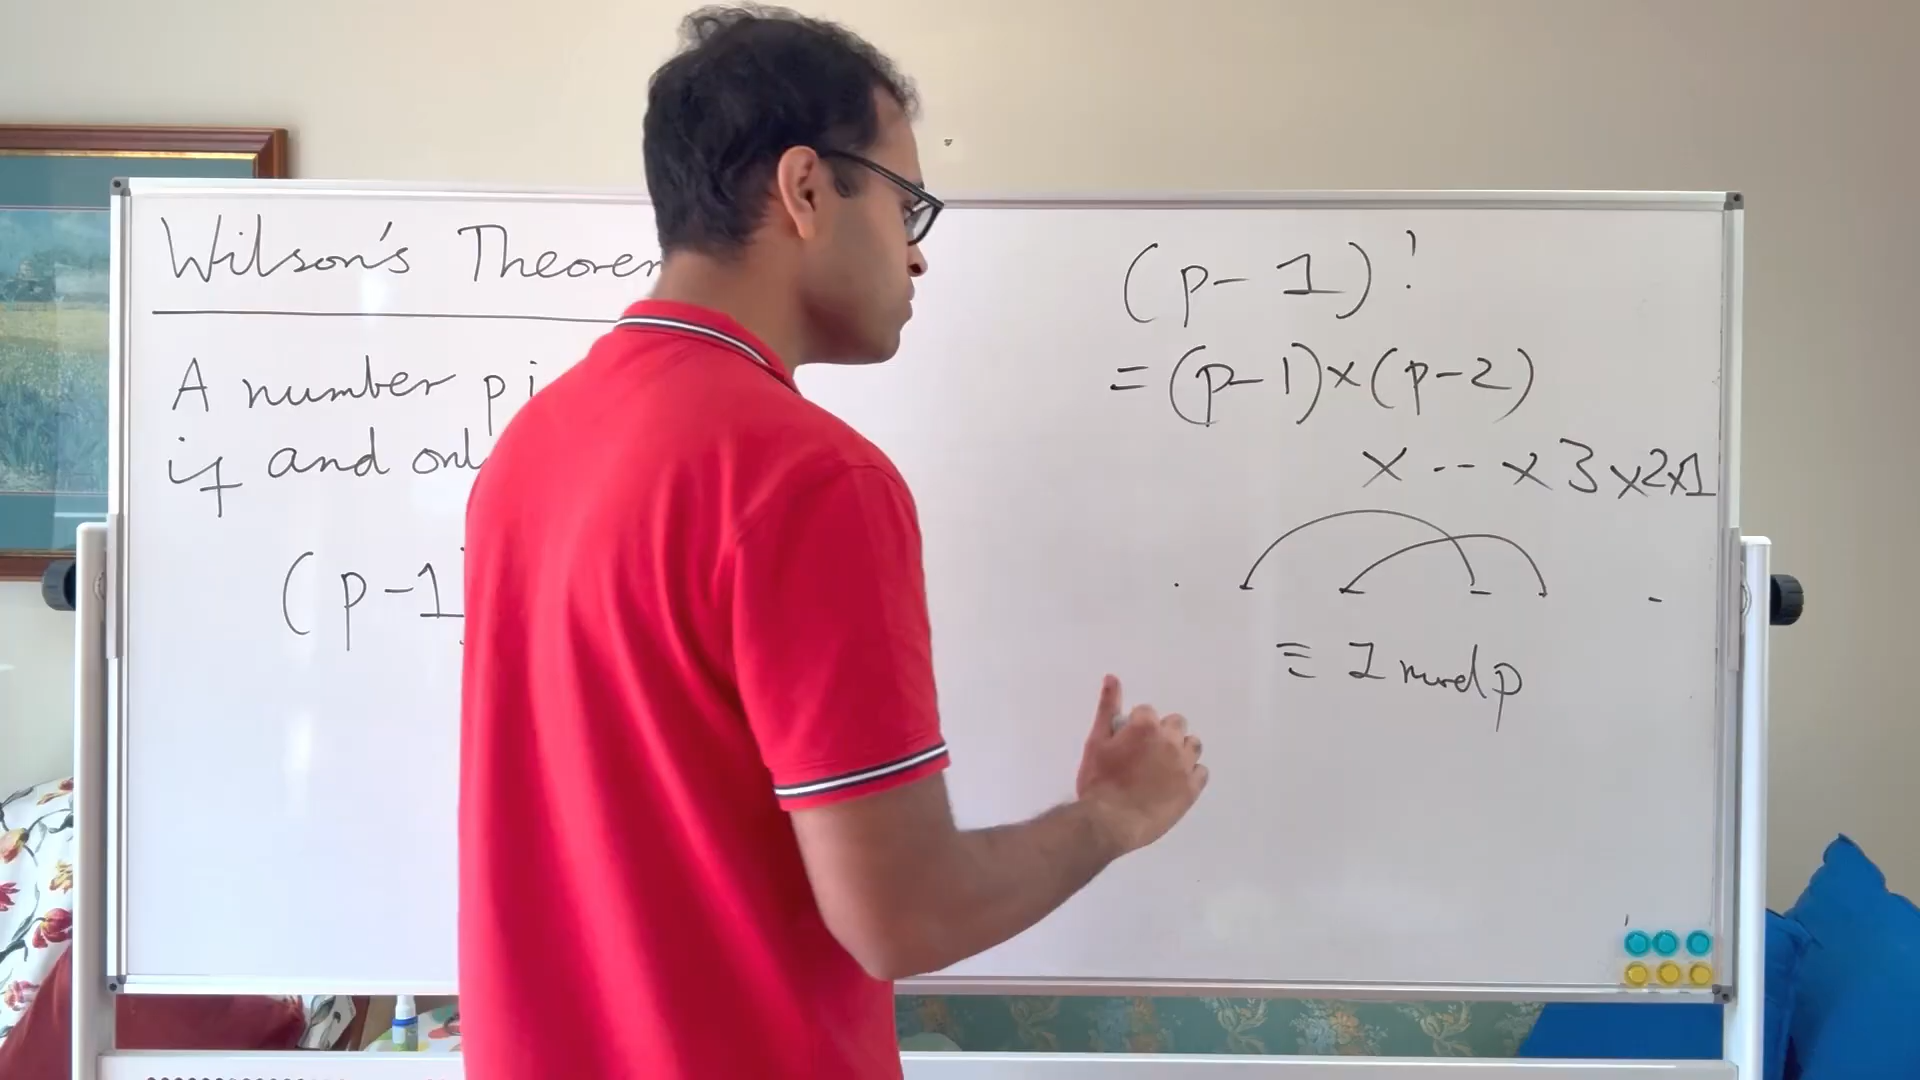 Wilson's Theorem
A number p i
if and onl
(p-1)
(p-1)!
=(p-1)×(p-2)
×--×3×2×1
≡ 1 mod p